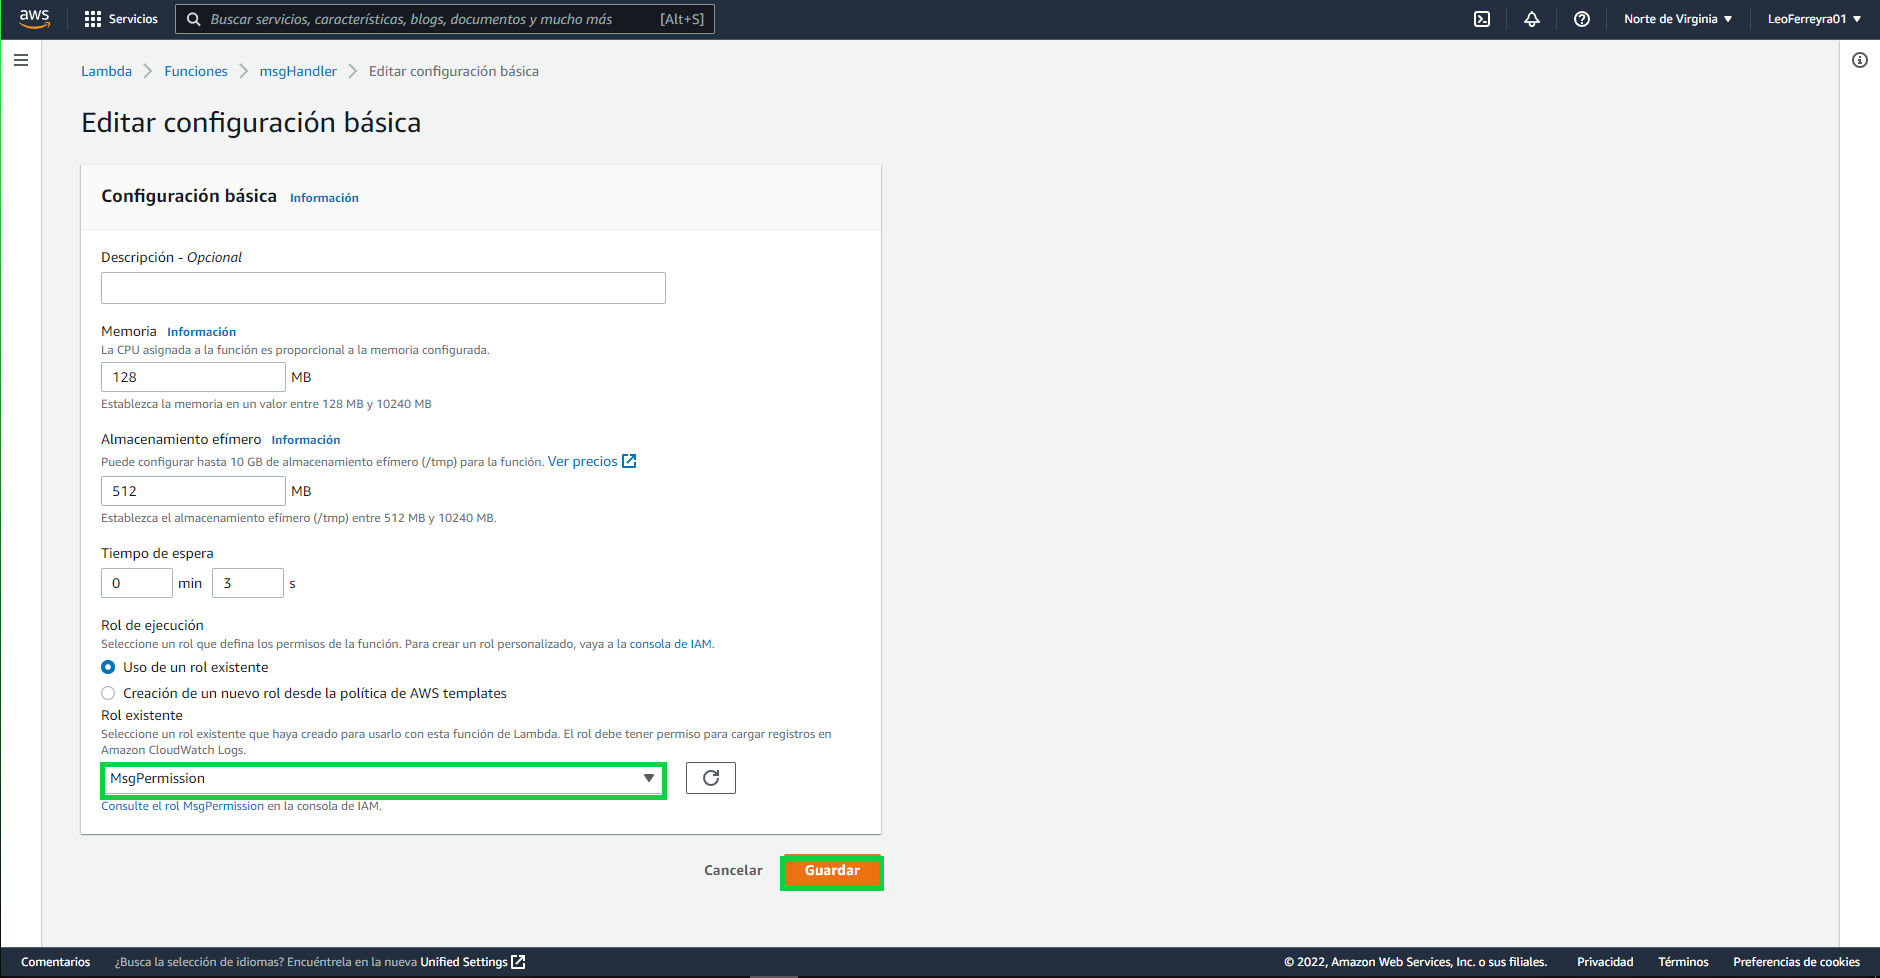 aws Servicios Buscar servicios, características, blogs, documentos y mucho más [Alt+S] Norte de Virginia LeoFerreyra01
Lambda Funciones msgHandler Editar configuración básica
Editar configuración básica
Configuración básica Información
Descripción - Opcional
Memoria Información
La CPU asignada a la función es proporcional a la memoria configurada.
128 MB
Establezca la memoria en un valor entre 128 MB y 10240 MB
Almacenamiento efímero Información
Puede configurar hasta 10 GB de almacenamiento efímero (/tmp) para la función. Ver precios
512 MB
Establezca el almacenamiento efímero (/tmp) entre 512 MB y 10240 MB.
Tiempo de espera
0 min 3 s
Rol de ejecución
Seleccione un rol que defina los permisos de la función. Para crear un rol personalizado, vaya a la consola de IAM.
Uso de un rol existente
Creación de un nuevo rol desde la política de AWS templates
Rol existente
Seleccione un rol existente que haya creado para usarlo con esta función de Lambda. El rol debe tener permiso para cargar registros en
Amazon CloudWatch Logs.
MsgPermission
Consulte el rol MsgPermission en la consola de IAM.
Cancelar Guardar
Comentarios ¿Busca la selección de idiomas? Encuéntrela en la nueva Unified Settings © 2022, Amazon Web Services, Inc. o sus filiales. Privacidad Términos Preferencias de cookies